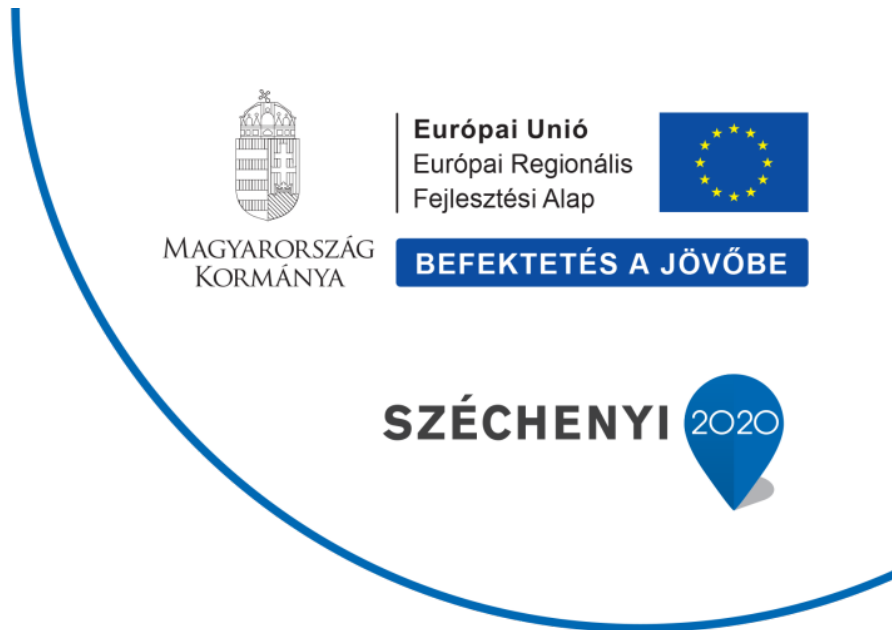 Európai Unió
Európai Regionális
Fejlesztési Alap
MAGYARORSZÁG
KORMÁNYA
BEFEKTETÉS A JÖVŐBE
SZÉCHENYI 2020